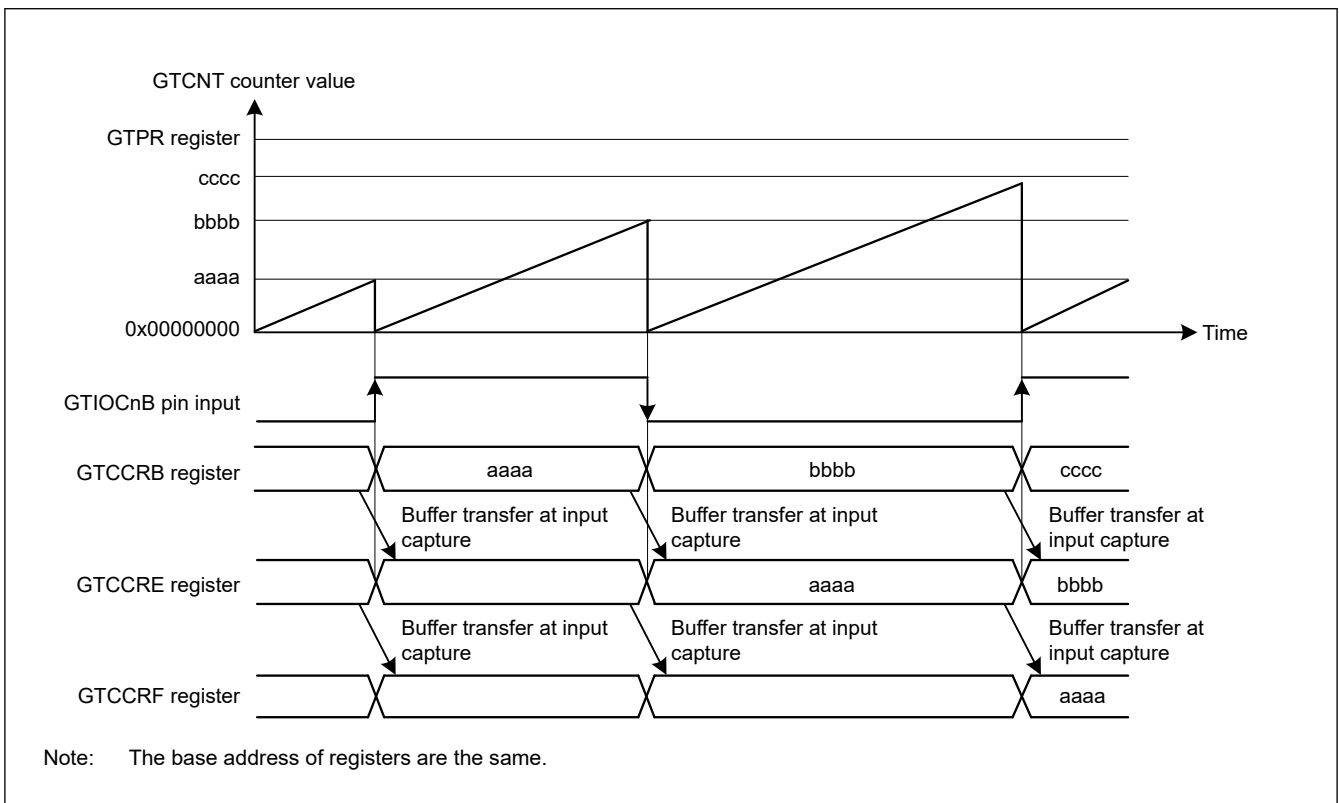 GTCNT counter value
GTPR register
cccc
bbbb
aaaa
0x00000000
Time
GTIOCnB pin input
GTCCRB register
aaaa
bbbb
cccc
Buffer transfer at input
capture
Buffer transfer at input
capture
Buffer transfer at
input capture
GTCCRE register
aaaa
bbbb
Buffer transfer at input
capture
Buffer transfer at input
capture
Buffer transfer at
input capture
GTCCRF register
aaaa
Note: The base address of registers are the same.